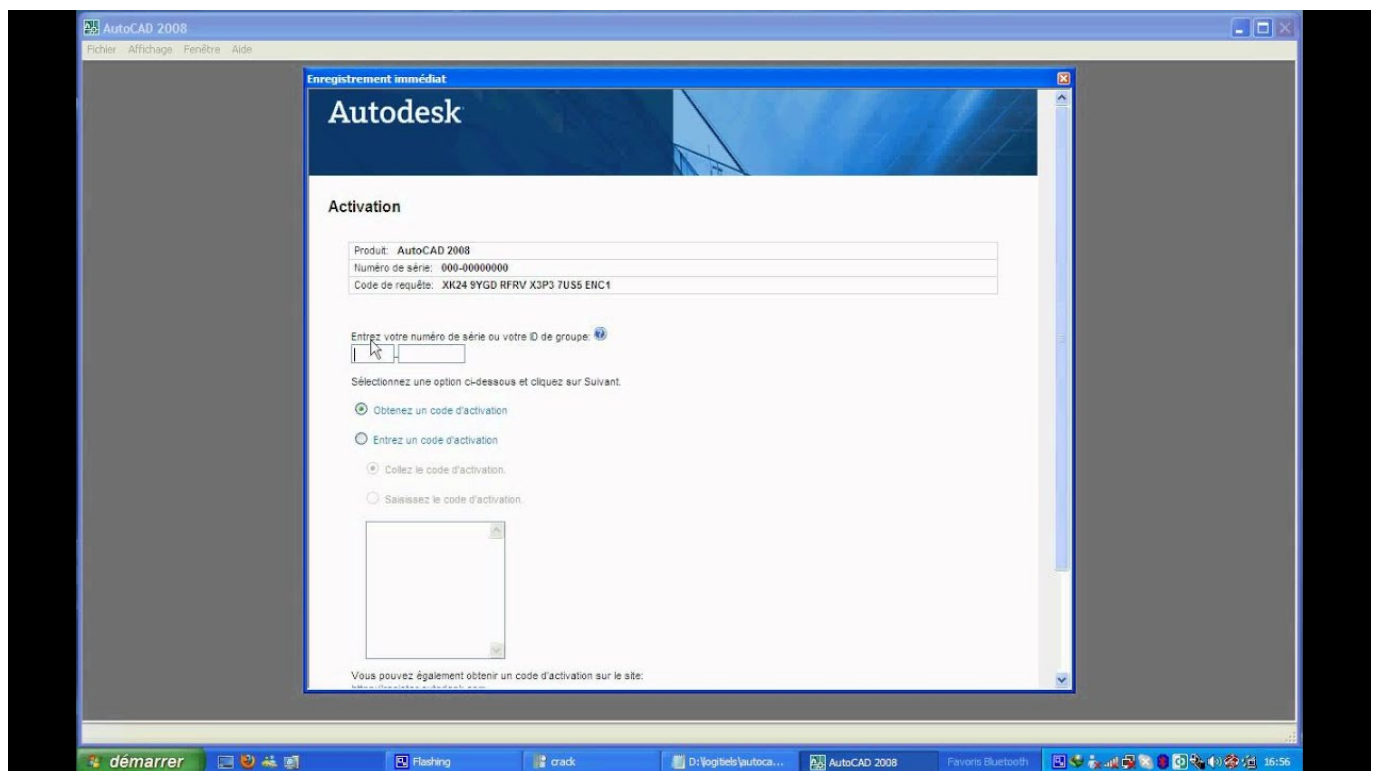 AutoCAD 2008
Fichier Affichage Fenêtre Aide
Enregistrement immédiat
Autodesk
Activation
Produit: AutoCAD 2008
Numéro de série: 000-00000000
Code de requête: XK24 9YGD RFRV X3P3 7US5 ENC1
Entrez votre numéro de série ou votre ID de groupe:
-
Sélectionnez une option ci-dessous et cliquez sur Suivant.
Obtenez un code d'activation
Entrez un code d'activation
Collez le code d'activation.
Saisissez le code d'activation.
Vous pouvez également obtenir un code d'activation sur le site:
démarrer Flashing crack D:\logitiels\autoca... AutoCAD 2008 Favoris Bluetooth 16:56